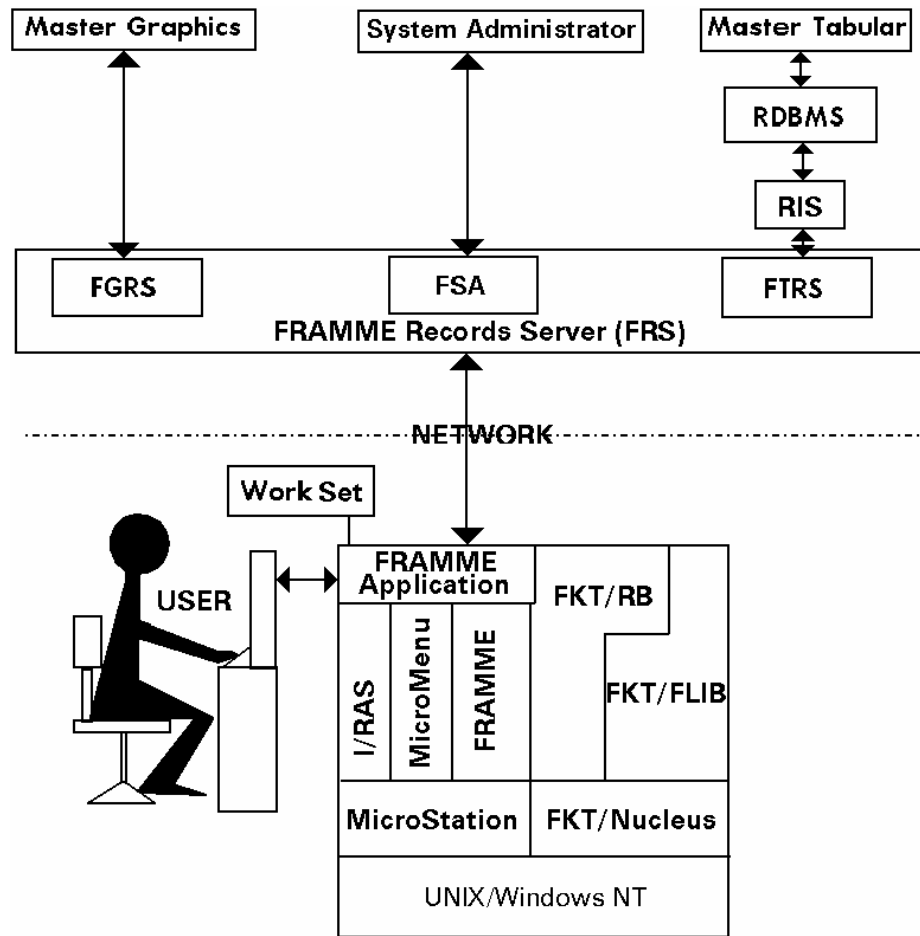 Master Graphics
System Administrator
Master Tabular
RDBMS
RIS
FGRS
FSA
FTRS
FRAMME Records Server (FRS)
NETWORK
Work Set
USER
FRAMME
Application
FKT/RB
I/RAS
MicroMenu
FRAMME
FKT/FLIB
MicroStation
FKT/Nucleus
UNIX/Windows NT